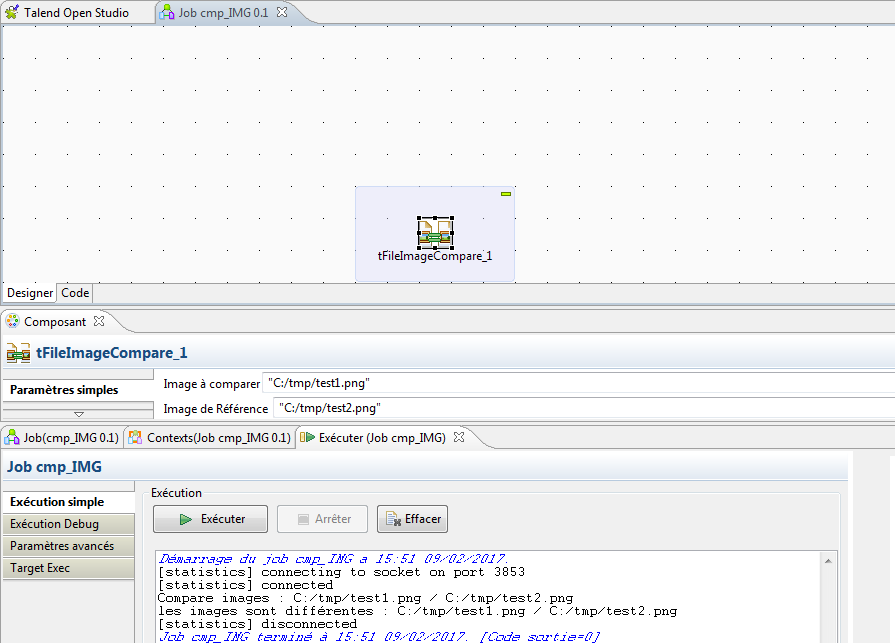 Talend Open Studio
Job cmp_IMG 0.1
tFileImageCompare_1
Designer
Code
Composant
tFileImageCompare_1
Paramètres simples
Image à comparer "C:/tmp/test1.png"
Image de Référence "C:/tmp/test2.png"
Job(cmp_IMG 0.1)
Contexts(Job cmp_IMG 0.1)
Exécuter (Job cmp_IMG)
Job cmp_IMG
Exécution simple
Exécution Debug
Paramètres avancés
Target Exec
Exécution
Exécuter
Arrêter
Effacer
Démarrage du job cmp_IMG a 15:51 09/02/2017.
[statistics] connecting to socket on port 3853
[statistics] connected
Compare images : C:/tmp/test1.png / C:/tmp/test2.png
les images sont différentes : C:/tmp/test1.png / C:/tmp/test2.png
[statistics] disconnected
Job cmp_IMG terminé à 15:51 09/02/2017. [Code sortie=0]